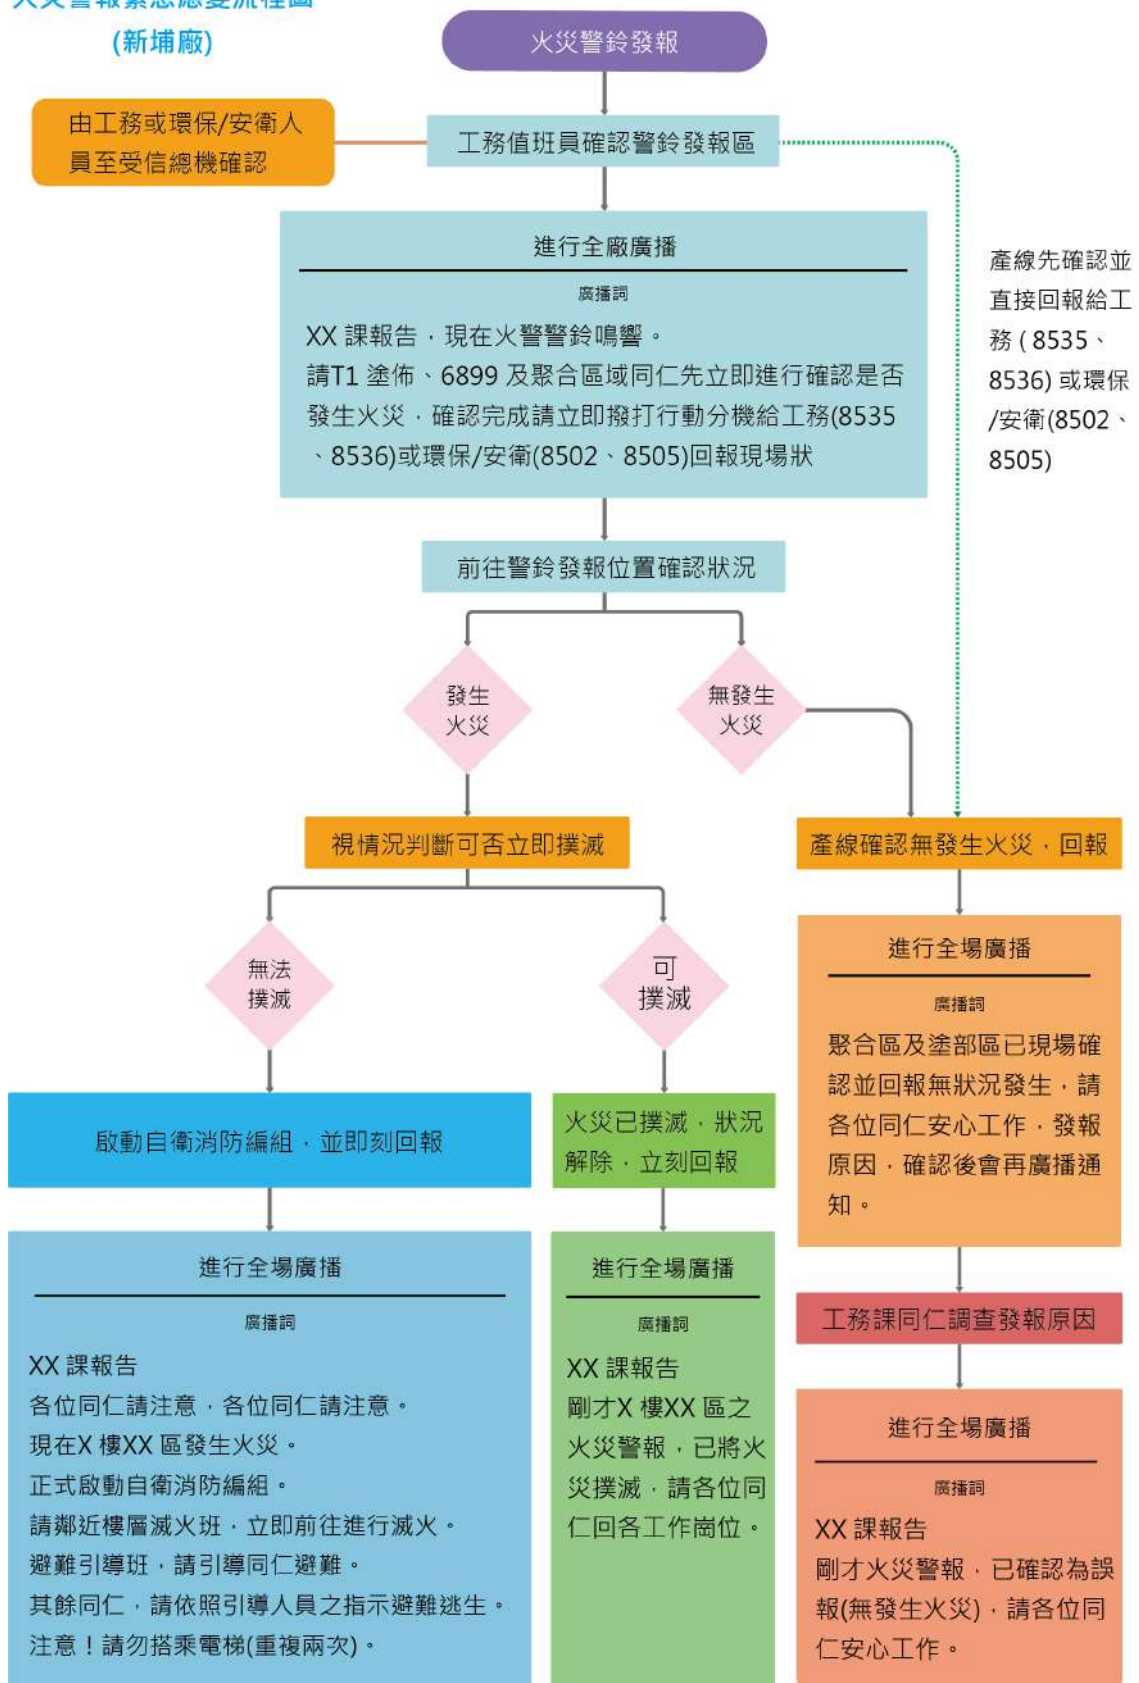 火災警報緊急應變流程圖
(新埔廠)
火災警鈴發報
由工務或環保/安衛人
員至受信總機確認
工務值班員確認警鈴發報區
進行全廠廣播
廣播詞
XX 課報告，現在火警警鈴鳴響。
請T1 塗佈、6899 及聚合區域同仁先立即進行確認是否
發生火災，確認完成請立即撥打行動分機給工務(8535
、8536)或環保/安衛(8502、8505)回報現場狀
產線先確認並
直接回報給工
務 ( 8535、
8536) 或環保
/安衛(8502、
8505)
前往警鈴發報位置確認狀況
發生
火災
無發生
火災
視情況判斷可否立即撲滅
產線確認無發生火災，回報
無法
撲滅
可
撲滅
進行全場廣播
廣播詞
聚合區及塗部區已現場確
認並回報無狀況發生，請
各位同仁安心工作，發報
原因，確認後會再廣播通
知。
啟動自衛消防編組，並即刻回報
火災已撲滅，狀況
解除，立刻回報
進行全場廣播
廣播詞
XX 課報告
各位同仁請注意，各位同仁請注意。
現在X 樓XX 區發生火災。
正式啟動自衛消防編組。
請鄰近樓層滅火班，立即前往進行滅火。
避難引導班，請引導同仁避難。
其餘同仁，請依照引導人員之指示避難逃生。
注意！請勿搭乘電梯(重複兩次)。
進行全場廣播
廣播詞
XX 課報告
剛才X 樓XX 區之
火災警報，已將火
災撲滅，請各位同
仁回各工作崗位。
工務課同仁調查發報原因
進行全場廣播
廣播詞
XX 課報告
剛才火災警報，已確認為誤
報(無發生火災)，請各位同
仁安心工作。